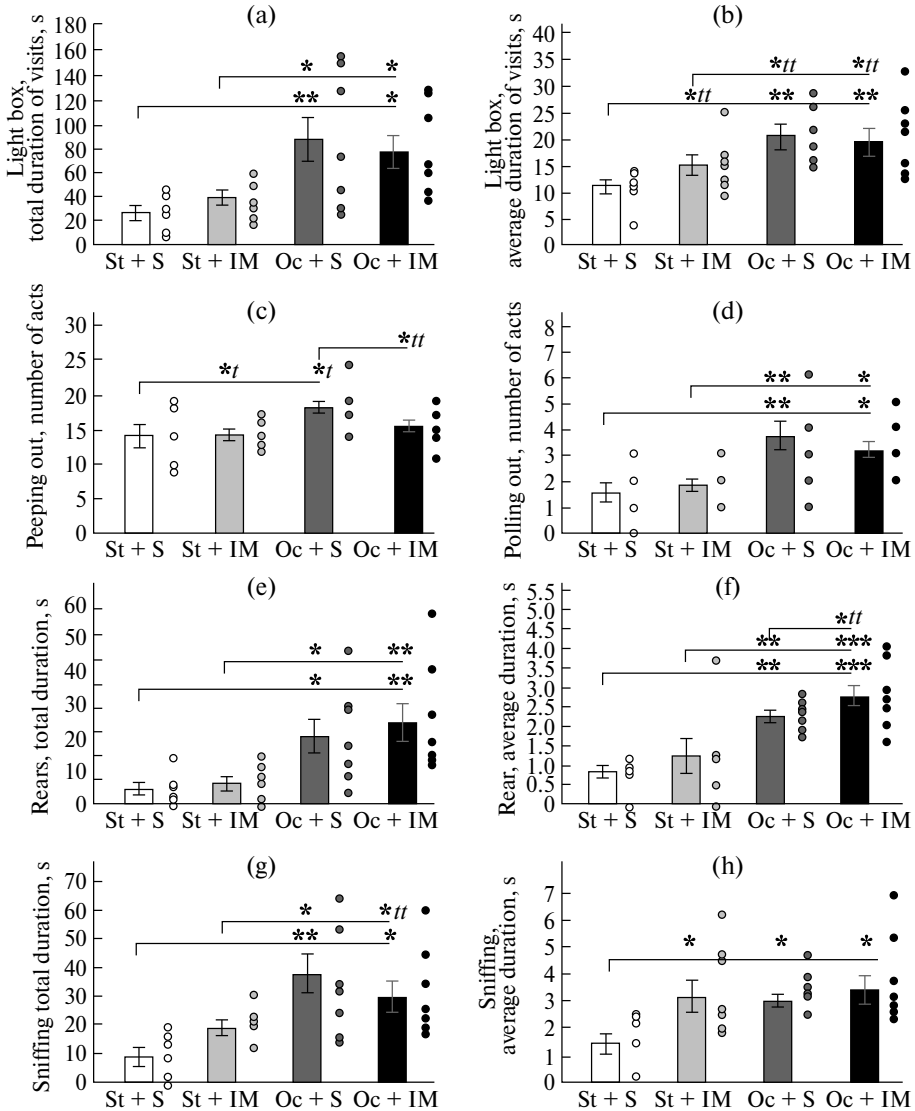 (a)
Light box,
total duration of visits, s
180
160
140
120
100
80
60
40
20
0
* *
** *
St + S St + IM Oc + S Oc + IM
(b)
Light box,
average duration of visits, s
35
30
25
20
15
10
5
0
*tt *tt
*tt ** **
St + S St + IM Oc + S Oc + IM
(c)
Peeping out, number of acts
30
25
20
15
10
5
0
*tt
*t *t
St + S St + IM Oc + S Oc + IM
(d)
Polling out, number of acts
8
7
6
5
4
3
2
1
0
** *
** *
St + S St + IM Oc + S Oc + IM
(e)
Rears, total duration, s
60
50
40
30
20
10
0
* **
* **
St + S St + IM Oc + S Oc + IM
(f)
Rear, average duration, s
5.5
5.0
4.5
4.0
3.5
3.0
2.5
2.0
1.5
1.0
0.5
0
*tt
** ***
** ***
St + S St + IM Oc + S Oc + IM
(g)
Sniffing total duration, s
70
60
50
40
30
20
10
0
* *tt
** *
St + S St + IM Oc + S Oc + IM
(h)
Sniffing,
average duration, s
7
6
5
4
3
2
1
0
* * *
St + S St + IM Oc + S Oc + IM